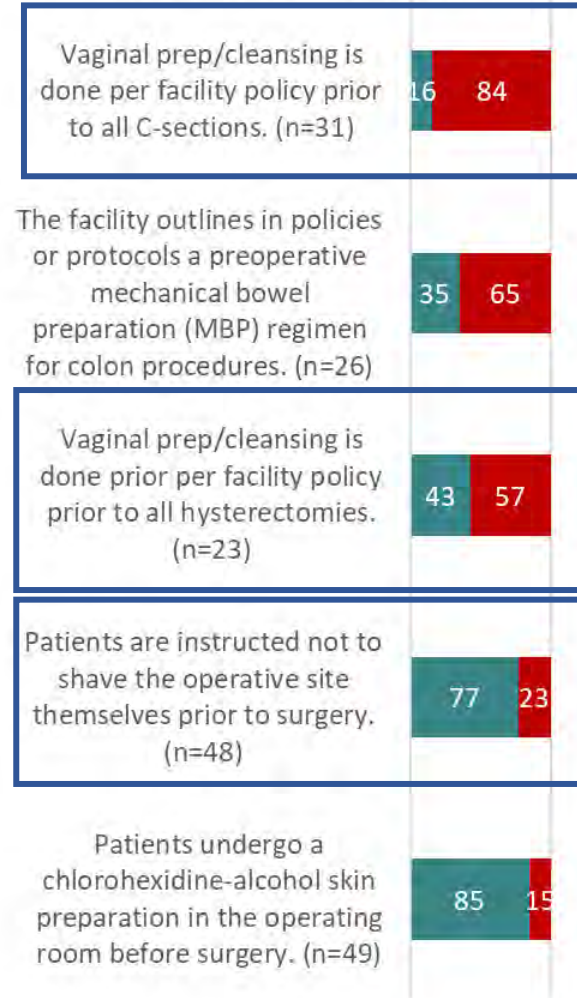 Vaginal prep/cleansing is
done per facility policy prior
to all C-sections. (n=31)
16 84
The facility outlines in policies
or protocols a preoperative
mechanical bowel
preparation (MBP) regimen
for colon procedures. (n=26)
35 65
Vaginal prep/cleansing is
done prior per facility policy
prior to all hysterectomies.
(n=23)
43 57
Patients are instructed not to
shave the operative site
themselves prior to surgery.
(n=48)
77 23
Patients undergo a
chlorohexidine-alcohol skin
preparation in the operating
room before surgery. (n=49)
85 15